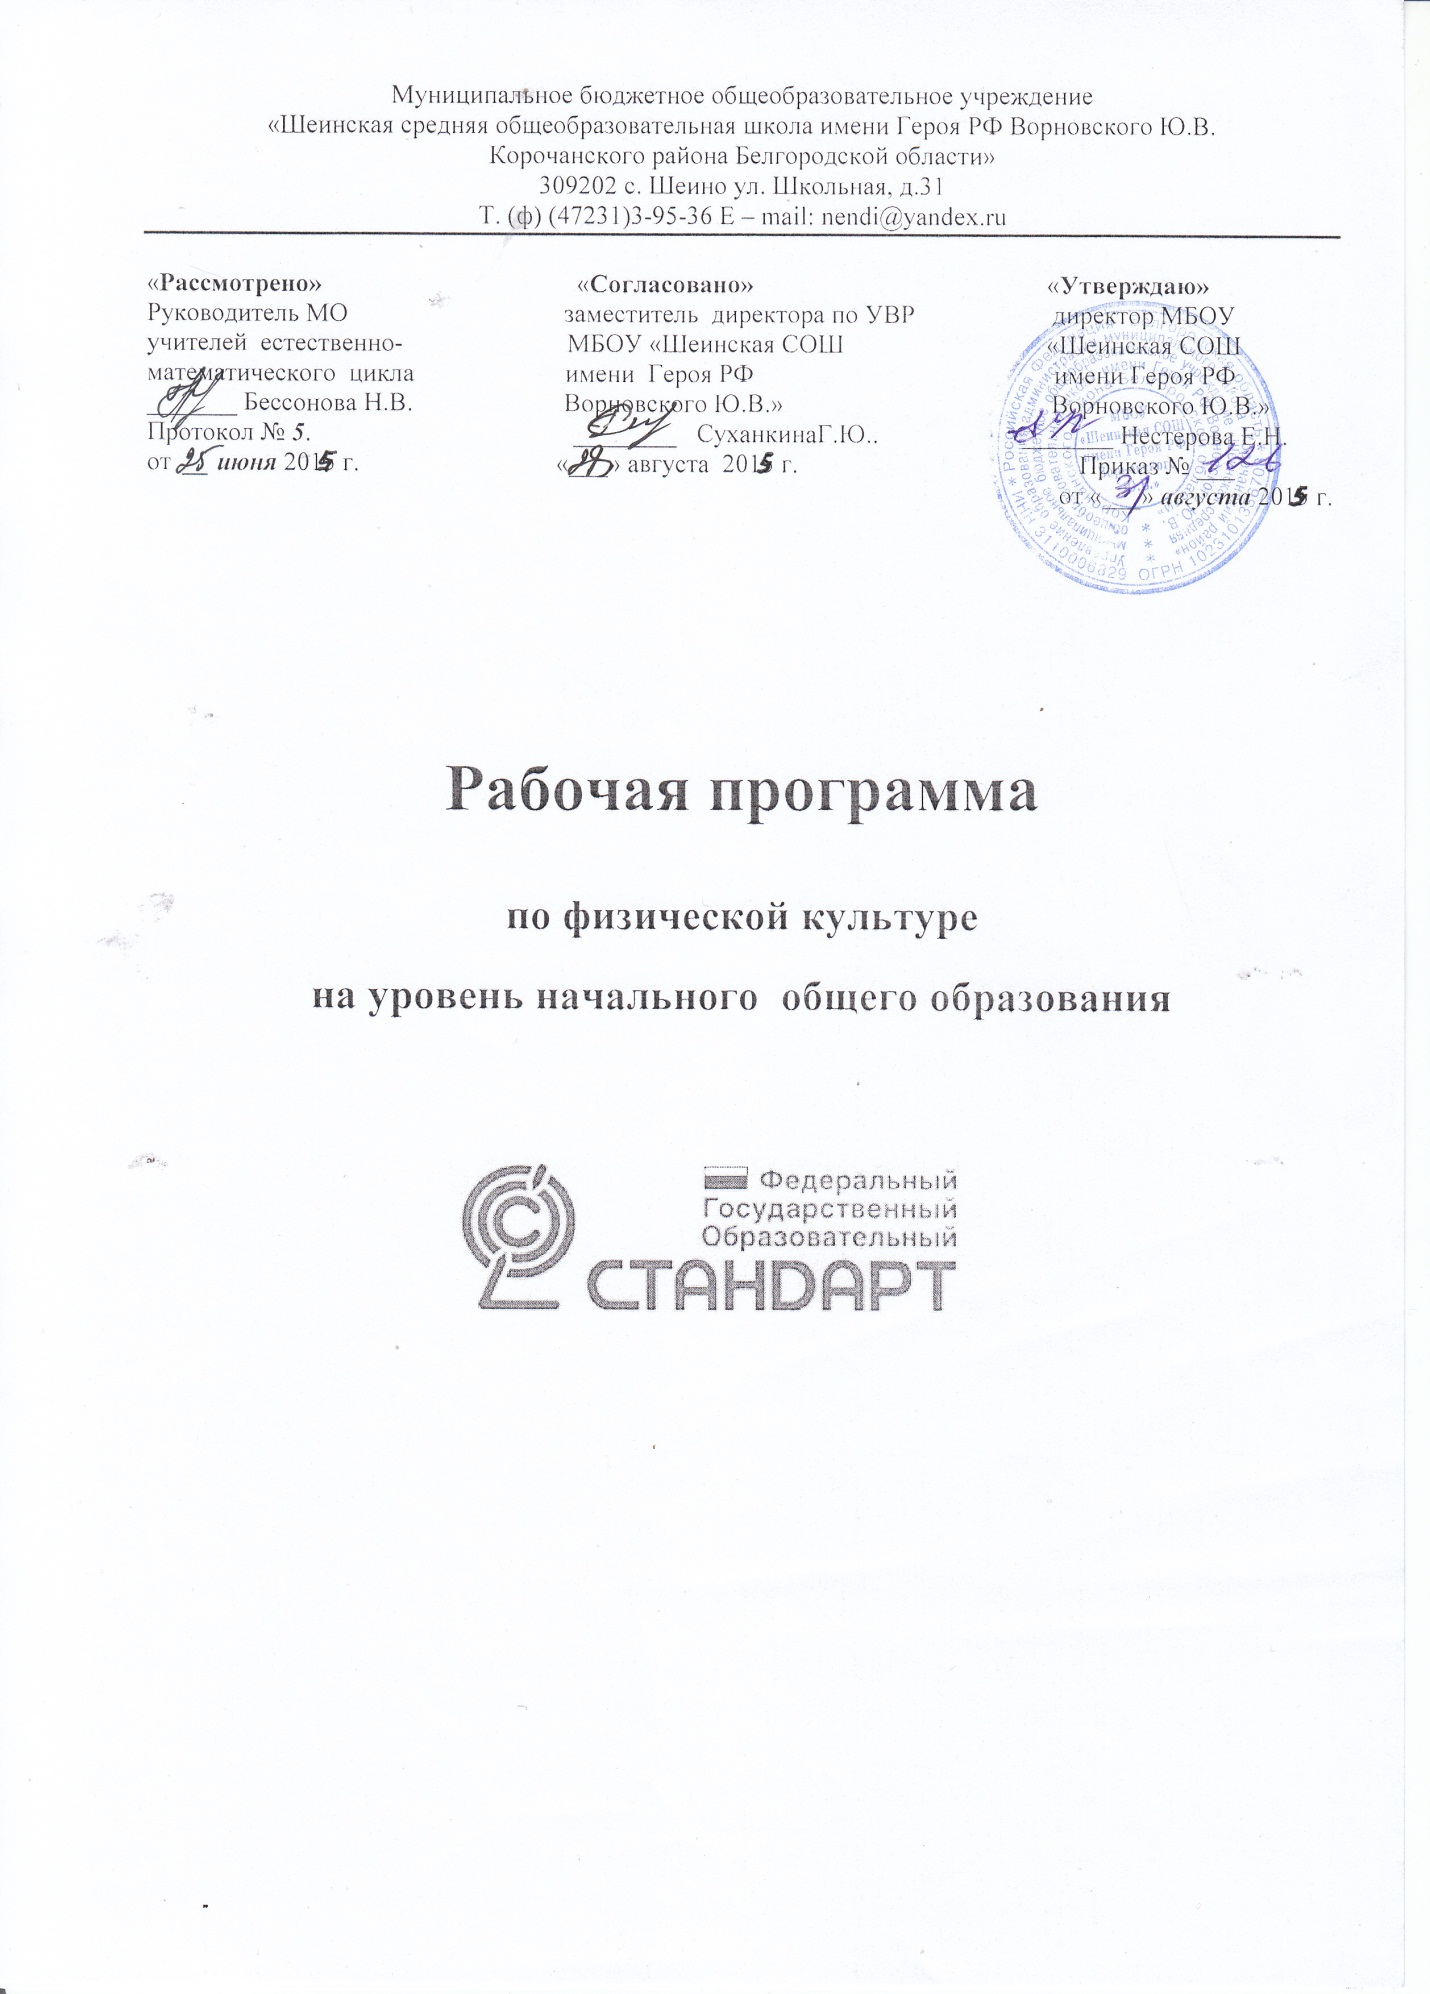 Муниципальное бюджетное общеобразовательное учреждение
«Шеинская средняя общеобразовательная школа имени Героя РФ Ворновского Ю.В.
Корочанского района Белгородской области»
309202 с. Шеино ул. Школьная, д.31
Т. (ф) (47231)3-95-36 E – mail: nendi@yandex.ru
«Рассмотрено»
Руководитель МО
учителей естественно-
математического цикла
Бессонова Н.В.
Протокол № 5.
от 25 июня 2015 г.
«Согласовано»
заместитель директора по УВР
МБОУ «Шеинская СОШ
имени Героя РФ
Ворновского Ю.В.»
СуханкинаГ.Ю..
«29» августа 2015 г.
«Утверждаю»
директор МБОУ
«Шеинская СОШ
имени Героя РФ
Ворновского Ю.В.»
Нестерова Е.Н.
Приказ № 126
от «31» августа 2015 г.
Рабочая программа
по физической культуре
на уровень начального общего образования
Федеральный
Государственный
Образовательный
СТАНДАРТ